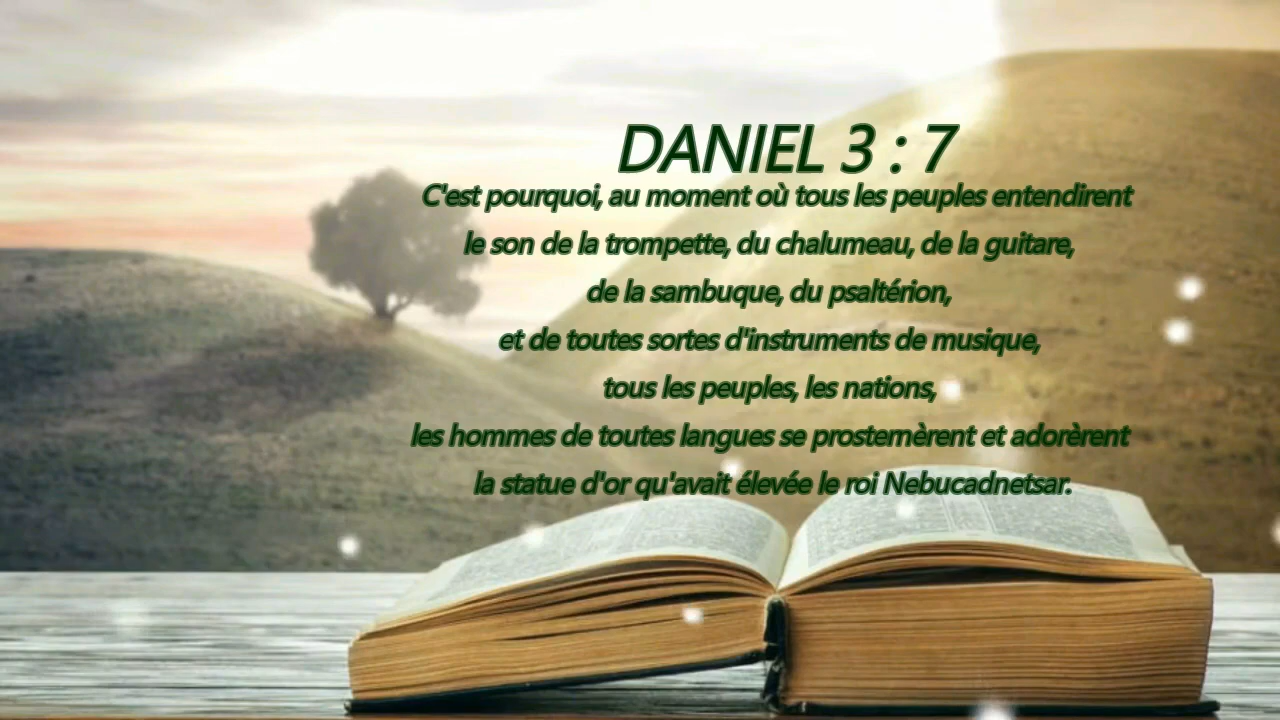 DANIEL 3 : 7
C'est pourquoi, au moment où tous les peuples entendirent
le son de la trompette, du chalumeau, de la guitare,
de la sambuque, du psaltérion,
et de toutes sortes d'instruments de musique,
tous les peuples, les nations,
les hommes de toutes langues se prosternèrent et adorèrent
la statue d'or qu'avait élevée le roi Nebucadnetsar.